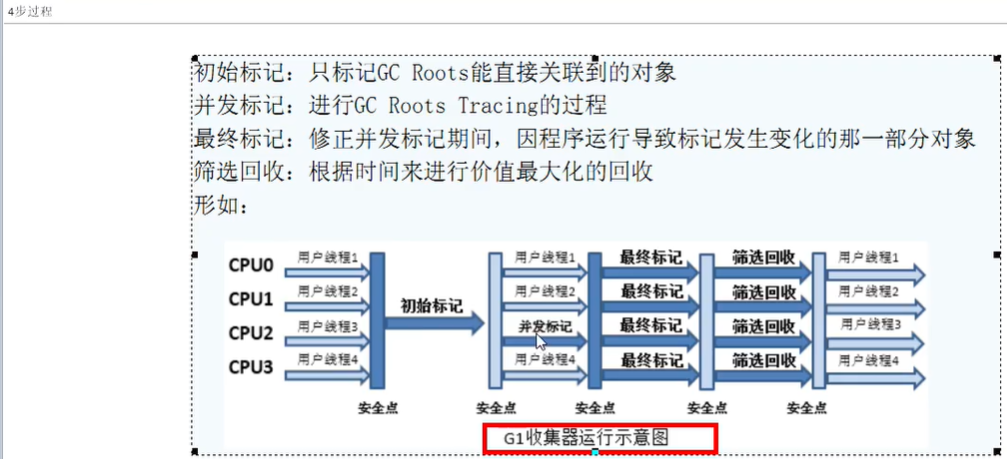 4步过程
初始标记：只标记GC Roots能直接关联到的对象
并发标记：进行GC Roots Tracing的过程
最终标记：修正并发标记期间，因程序运行导致标记发生变化的那一部分对象
筛选回收：根据时间来进行价值最大化的回收
形如：
CPU0 用户线程1 用户线程1 最终标记 筛选回收 用户线程1
CPU1 用户线程2 初始标记 用户线程2 最终标记 筛选回收 用户线程2
CPU2 用户线程3 并发标记 最终标记 筛选回收 用户线程3
CPU3 用户线程4 用户线程4 最终标记 筛选回收 用户线程4
安全点 安全点 安全点 安全点 安全点
G1收集器运行示意图